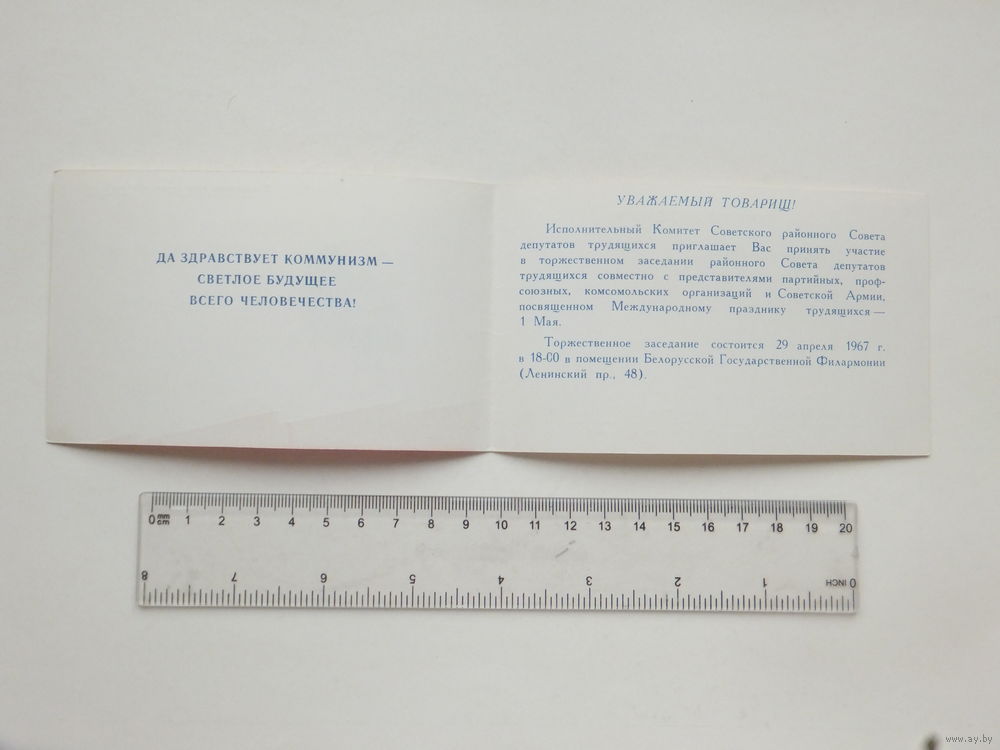 ДА ЗДРАВСТВУЕТ КОММУНИЗМ —
СВЕТЛОЕ БУДУЩЕЕ
ВСЕГО ЧЕЛОВЕЧЕСТВА!
УВАЖАЕМЫЙ ТОВАРИЩ!
Исполнительный Комитет Советского районного Совета
депутатов трудящихся приглашает Вас принять участие
в торжественном заседании районного Совета депутатов
трудящихся совместно с представителями партийных, проф-
союзных, комсомольских организаций и Советской Армии,
посвященном Международному празднику трудящихся —
1 Мая.
Торжественное заседание состоится 29 апреля 1967 г.
в 18-00 в помещении Белорусской Государственной Филармонии
(Ленинский пр., 48).
0 mm cm 1 2 3 4 5 6 7 8 9 10 11 12 13 14 15 16 17 18 19 20
8 7 6 5 4 3 2 1 INCH 0
www.ay.by